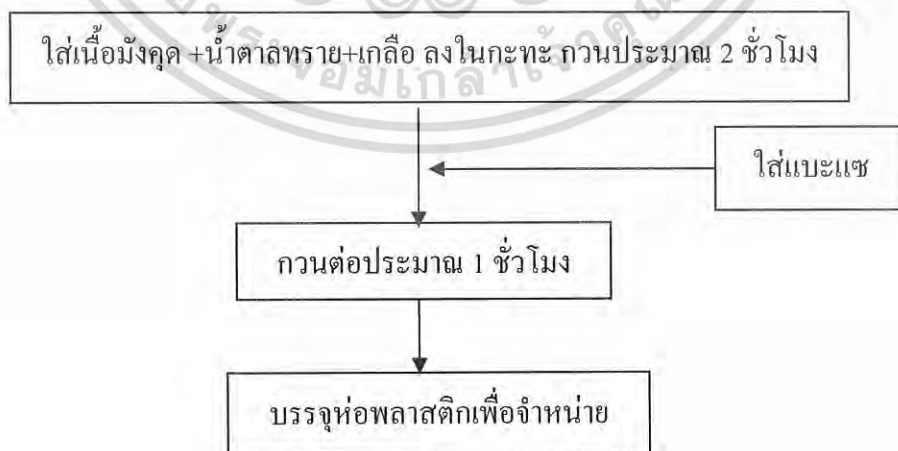 ใส่เนื้อมังคุด +น้ำตาลทราย+เกลือ ลงในกะทะ กวนประมาณ 2 ชั่วโมง
ใส่แบะแซ
กวนต่อประมาณ 1 ชั่วโมง
บรรจุห่อพลาสติกเพื่อจำหน่าย